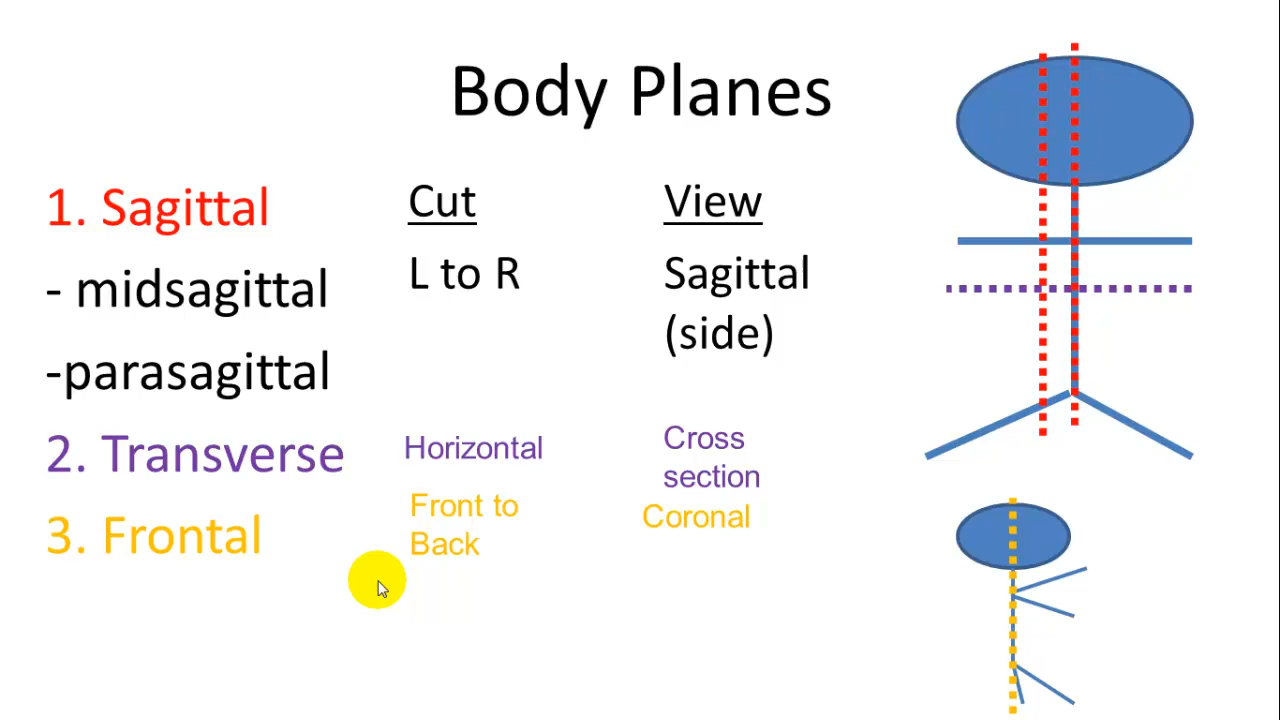 Body Planes
1. Sagittal
Cut
View
- midsagittal
L to R
Sagittal
(side)
-parasagittal
2. Transverse
Horizontal
Cross
section
3. Frontal
Front to
Back
Coronal